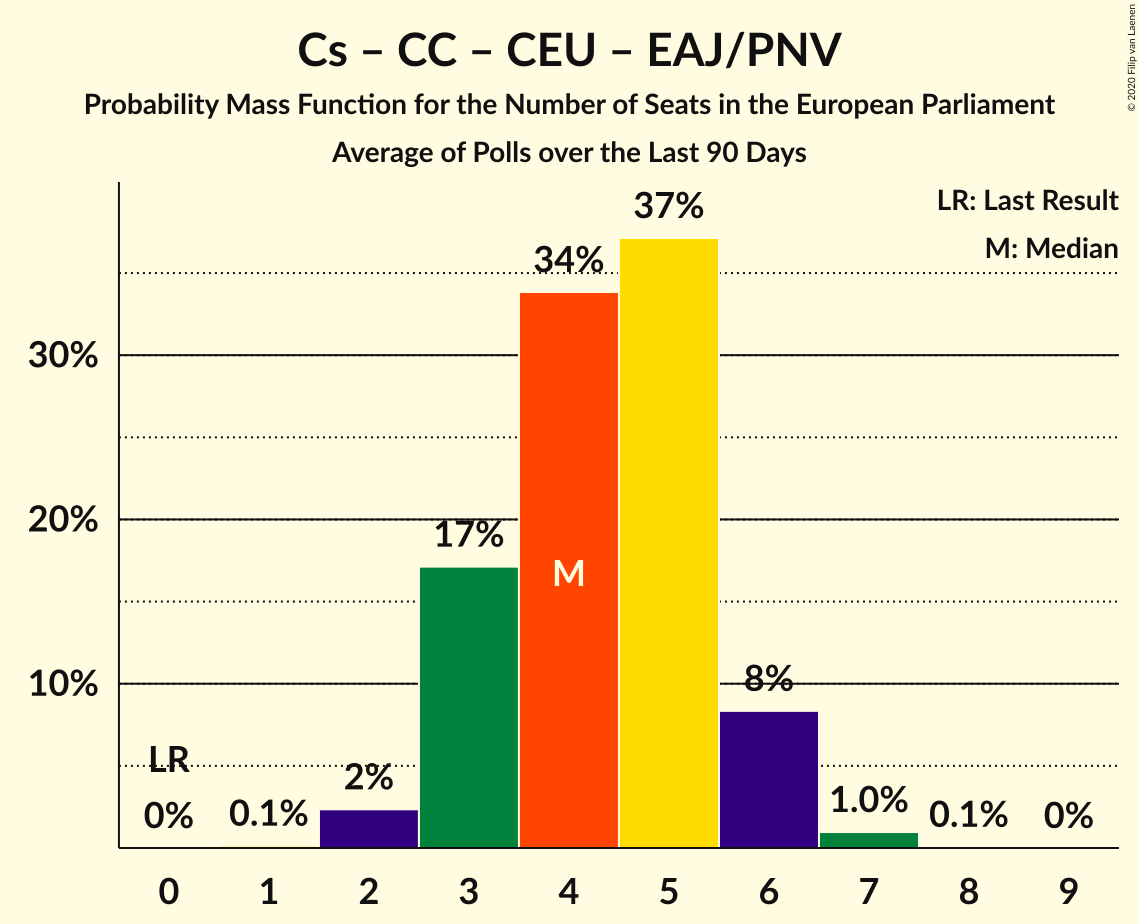 Cs – CC – CEU – EAJ/PNV
Probability Mass Function for the Number of Seats in the European Parliament
Average of Polls over the Last 90 Days
© 2020 Filip van Laenen
LR: Last Result
M: Median
37%
34%
30%
20%
17%
M
10%
8%
LR
2%
0%
0.1%
1.0%
0.1%
0%
0 1 2 3 4 5 6 7 8 9